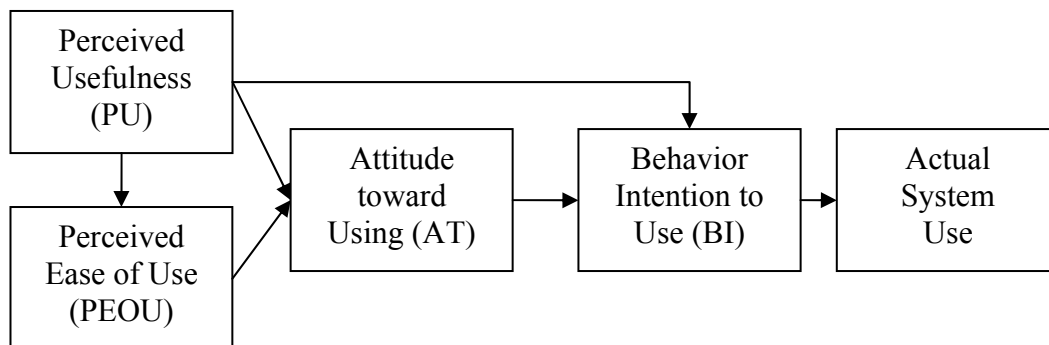 Perceived
Usefulness
(PU)
Perceived
Ease of Use
(PEOU)
Attitude
toward
Using (AT)
Behavior
Intention to
Use (BI)
Actual
System
Use